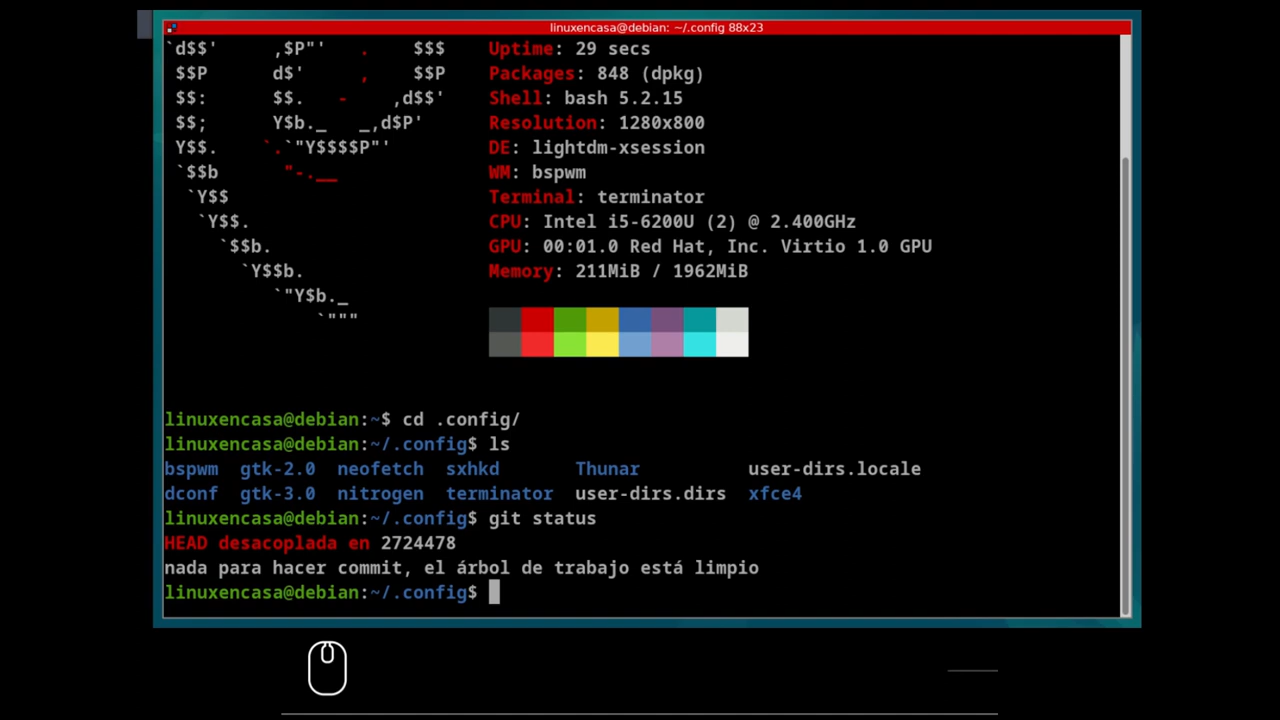 linuxencasa@debian: ~/.config 88x23
`d$$'     ,$P"'   .    $$$    Uptime: 29 secs
 $$P      d$'     ,    $$P    Packages: 848 (dpkg)
 $$:      $$.   -    ,d$$'    Shell: bash 5.2.15
 $$;      Y$b._   _,d$P'      Resolution: 1280x800
 Y$$.    `.`"Y$$$$P"'         DE: lightdm-xsession
 `$$b      "-.__              WM: bspwm
  `Y$$                        Terminal: terminator
   `Y$$.                      CPU: Intel i5-6200U (2) @ 2.400GHz
     `$$b.                    GPU: 00:01.0 Red Hat, Inc. Virtio 1.0 GPU
       `Y$$b.                 Memory: 211MiB / 1962MiB
          `"Y$b._
              `"""
linuxencasa@debian:~$ cd .config/
linuxencasa@debian:~/.config$ ls
bspwm  gtk-2.0  neofetch  sxhkd       Thunar          user-dirs.locale
dconf  gtk-3.0  nitrogen  terminator  user-dirs.dirs  xfce4
linuxencasa@debian:~/.config$ git status
HEAD desacoplada en 2724478
nada para hacer commit, el árbol de trabajo está limpio
linuxencasa@debian:~/.config$